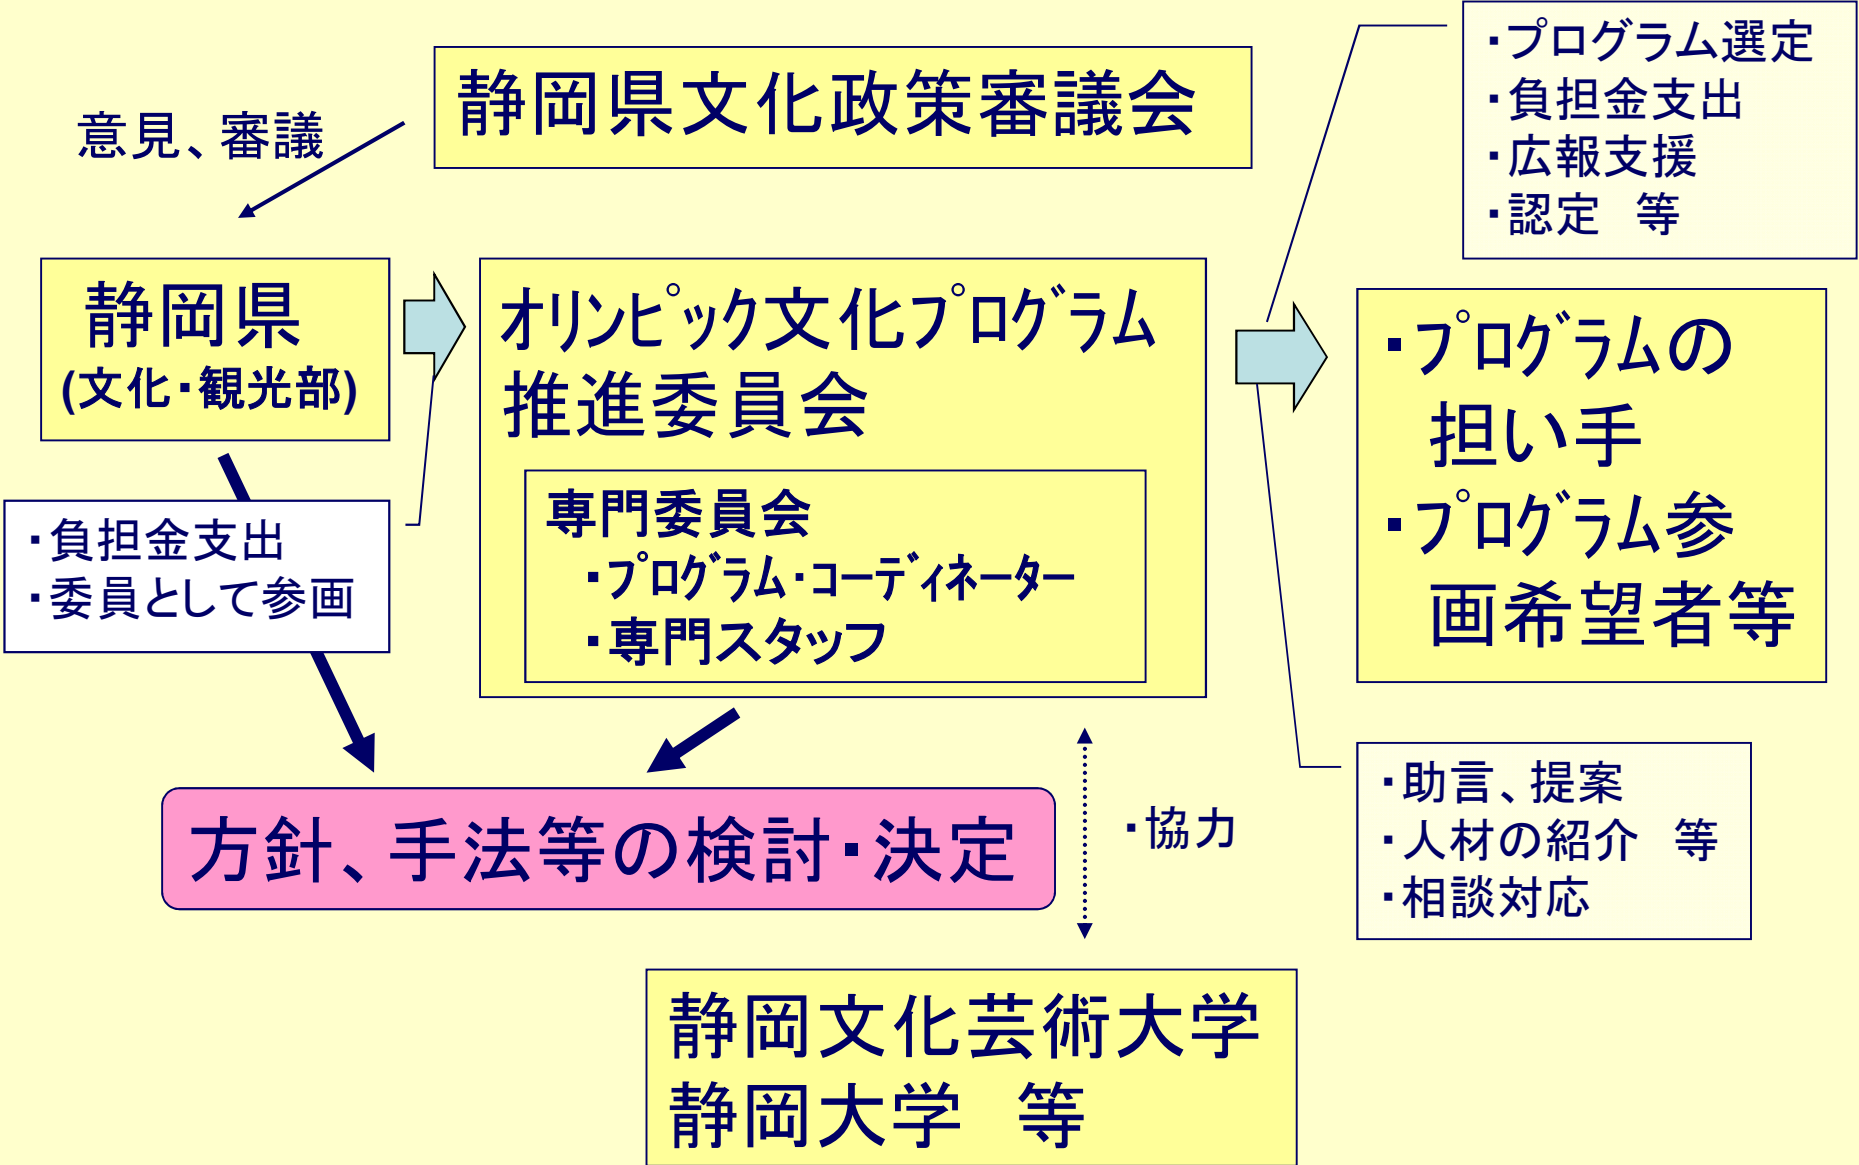 静岡県文化政策審議会
意見、審議
・プログラム選定
・負担金支出
・広報支援
・認定　等
静岡県
(文化・観光部)
オリンピック文化プログラム
推進委員会
専門委員会
・プログラム・コーディネーター
・専門スタッフ
・プログラムの
担い手
・プログラム参
画希望者等
・負担金支出
・委員として参画
方針、手法等の検討・決定
・協力
・助言、提案
・人材の紹介　等
・相談対応
静岡文化芸術大学
静岡大学　等